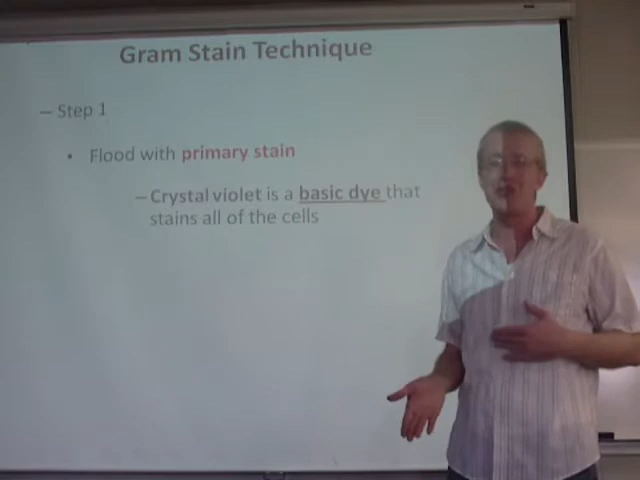 Gram Stain Technique
– Step 1
• Flood with primary stain
– Crystal violet is a basic dye that
stains all of the cells